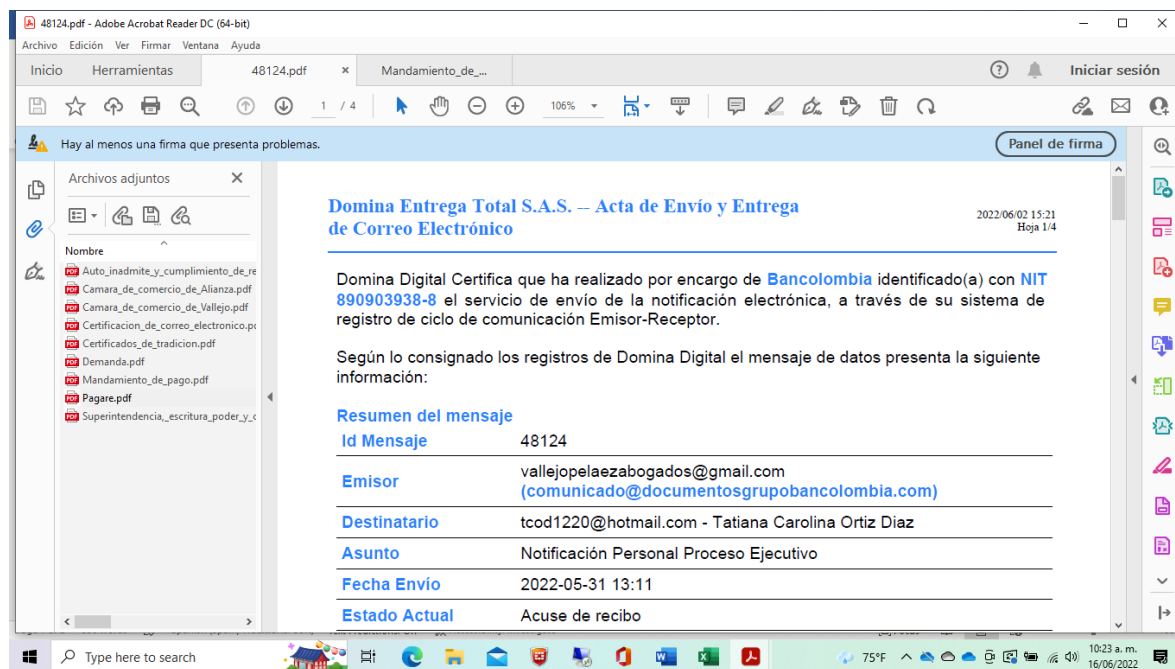 48124.pdf - Adobe Acrobat Reader DC (64-bit)
Archivo Edición Ver Firmar Ventana Ayuda
Inicio Herramientas 48124.pdf × Mandamiento_de_... Iniciar sesión
1 / 4 106%
Hay al menos una firma que presenta problemas. Panel de firma
Archivos adjuntos
Nombre
Auto_inadmite_y_cumplimiento_de_re
Camara_de_comercio_de_Alianza.pdf
Camara_de_comercio_de_Vallejo.pdf
Certificacion_de_correo_electronico.pd
Certificados_de_tradicion.pdf
Demanda.pdf
Mandamiento_de_pago.pdf
Pagare.pdf
Superintendencia,_escritura_poder_y_c
Domina Entrega Total S.A.S. -- Acta de Envío y Entrega
de Correo Electrónico
2022/06/02 15:21
Hoja 1/4
Domina Digital Certifica que ha realizado por encargo de Bancolombia identificado(a) con NIT
890903938-8 el servicio de envío de la notificación electrónica, a través de su sistema de
registro de ciclo de comunicación Emisor-Receptor.
Según lo consignado los registros de Domina Digital el mensaje de datos presenta la siguiente
información:
Resumen del mensaje
Id Mensaje 48124
Emisor vallejopelaezabogados@gmail.com
(comunicado@documentosgrupobancolombia.com)
Destinatario tcod1220@hotmail.com - Tatiana Carolina Ortiz Diaz
Asunto Notificación Personal Proceso Ejecutivo
Fecha Envío 2022-05-31 13:11
Estado Actual Acuse de recibo
Type here to search 75°F 10:23 a. m.
16/06/2022